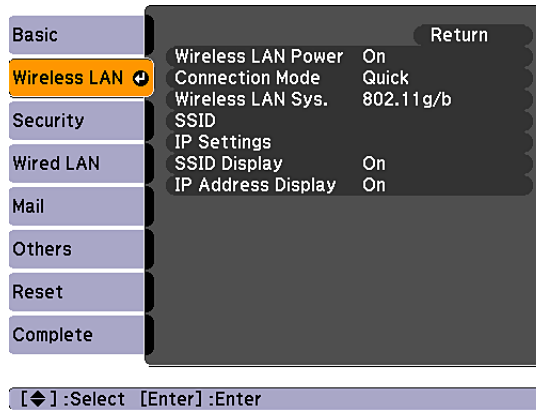 Basic
Wireless LAN
Security
Wired LAN
Mail
Others
Reset
Complete
Return
Wireless LAN Power On
Connection Mode Quick
Wireless LAN Sys. 802.11g/b
SSID
IP Settings
SSID Display On
IP Address Display On
[◆]:Select [Enter]:Enter